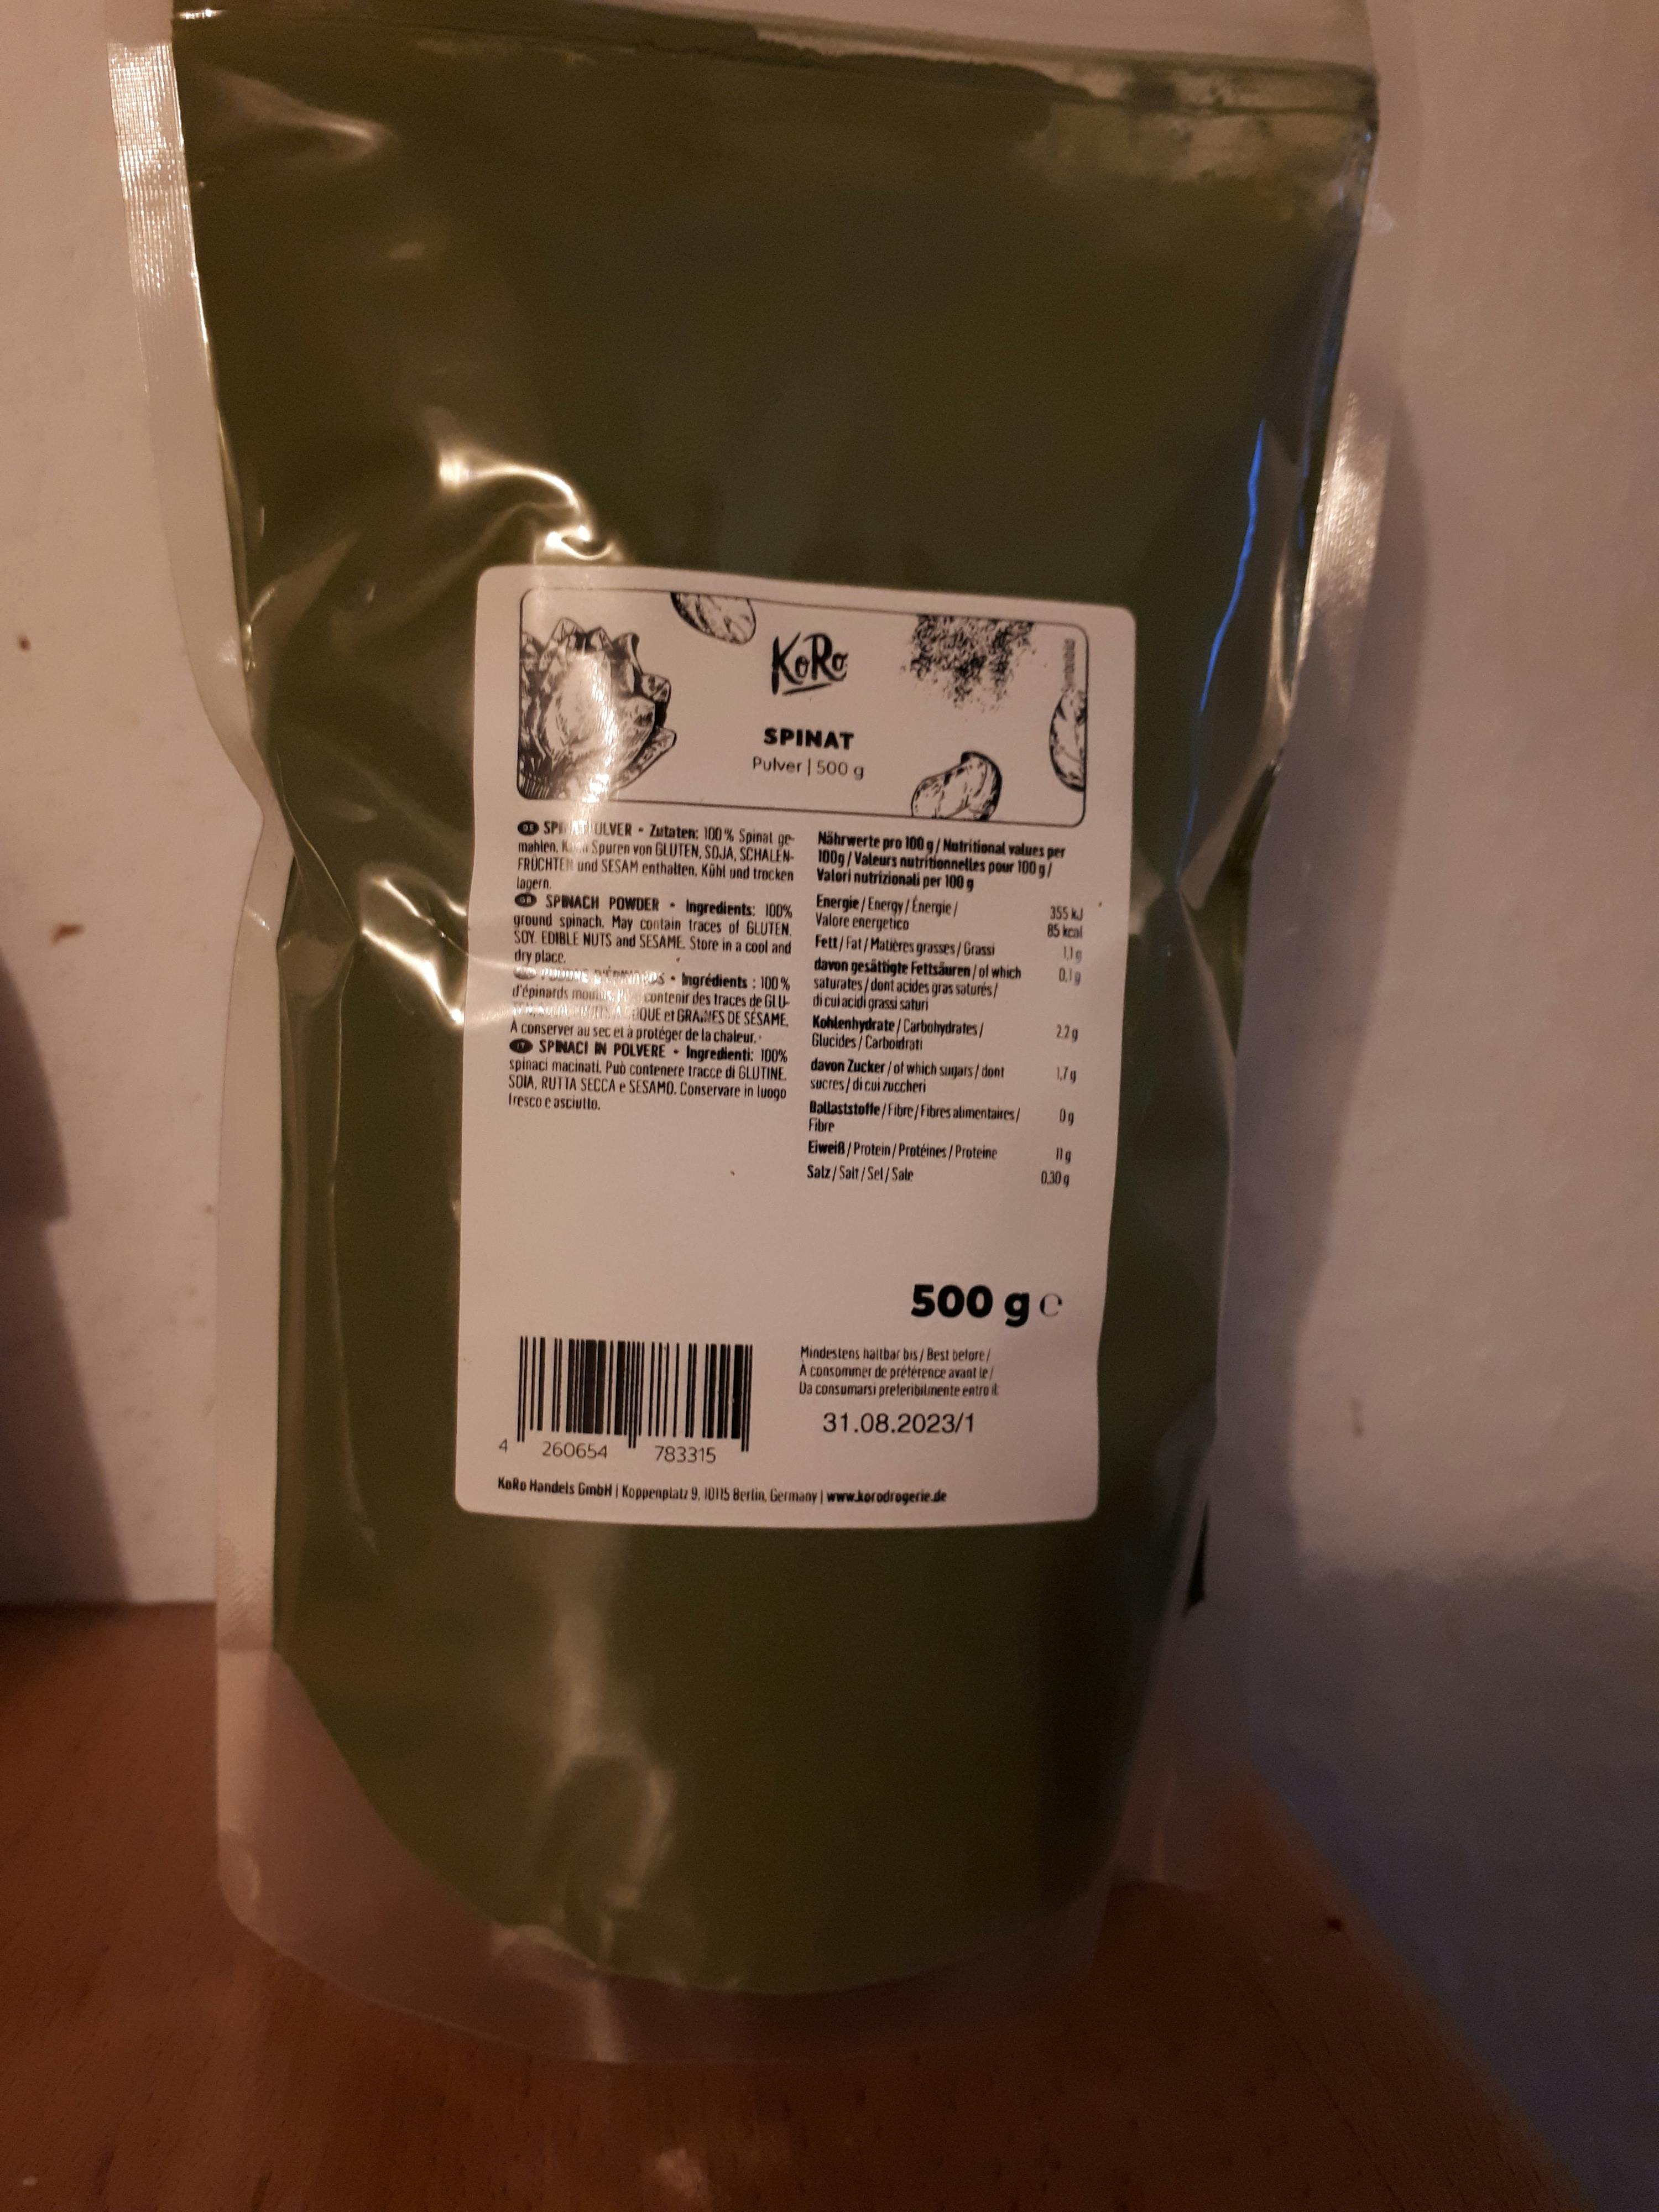 KoRo
SPINAT
Pulver | 500 g
DE SPI ULVER • Zutaten: 100 % Spinat ge-
mahlen. Spuren von GLUTEN, SOJA, SCHALEN-
FRÜCHTEN und SESAM enthalten. Kühl und trocken
lagern.
GB SPINACH POWDER • Ingredients: 100%
ground spinach. May contain traces of GLUTEN,
SOY, EDIBLE NUTS and SESAME. Store in a cool and
dry place.
D'ÉPINARDS • Ingrédients : 100 %
d'épinards moulus. contenir des traces de GLU-
QUE et GRAINES DE SÉSAME.
À conserver au sec et à protéger de la chaleur.
IT SPINACI IN POLVERE • Ingredienti: 100%
spinaci macinati. Può contenere tracce di GLUTINE,
SOIA, RUTTA SECCA e SESAMO. Conservare in luogo
fresco e asciutto.
Nährwerte pro 100 g / Nutritional values per
100g / Valeurs nutritionnelles pour 100 g /
Valori nutrizionali per 100 g
Energie / Energy / Énergie / 355 kJ
Valore energetico 85 kcal
Fett / Fat / Matières grasses / Grassi 1,1 g
davon gesättigte Fettsäuren / of which 0,1 g
saturates / dont acides gras saturés /
di cui acidi grassi saturi
Kohlenhydrate / Carbohydrates / 2,2 g
Glucides / Carboidrati
davon Zucker / of which sugars / dont 1,7 g
sucres / di cui zuccheri
Ballaststoffe / Fibre / Fibres alimentaires / 0 g
Fibre
Eiweiß / Protein / Protéines / Proteine 11 g
Salz / Salt / Sel / Sale 0,30 g
500 g ℮
Mindestens haltbar bis / Best before /
À consommer de préférence avant le /
Da consumarsi preferibilmente entro il:
31.08.2023/1
4 260654 783315
KoRo Handels GmbH | Koppenplatz 9, 10115 Berlin, Germany | www.korodrogerie.de